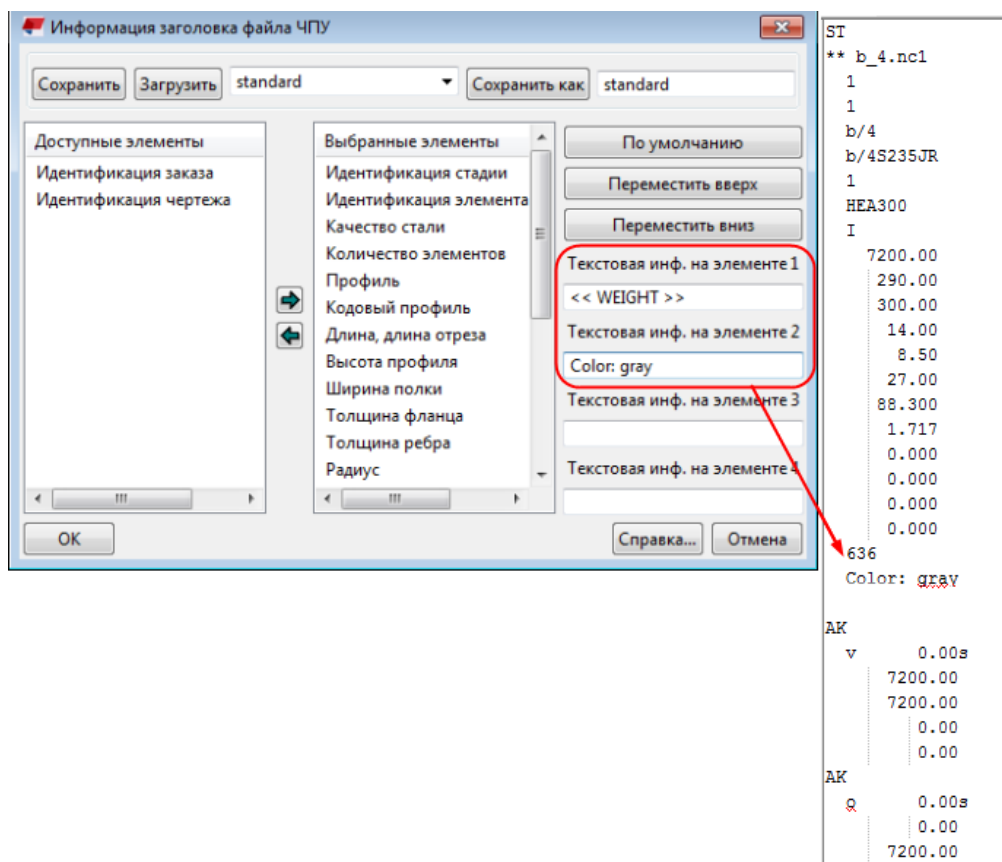 Информация заголовка файла ЧПУ
Сохранить Загрузить standard Сохранить как standard
Доступные элементы
Идентификация заказа
Идентификация чертежа
Выбранные элементы
Идентификация стадии
Идентификация элемента
Качество стали
Количество элементов
Профиль
Кодовый профиль
Длина, длина отреза
Высота профиля
Ширина полки
Толщина фланца
Толщина ребра
Радиус
По умолчанию
Переместить вверх
Переместить вниз
Текстовая инф. на элементе 1
<< WEIGHT >>
Текстовая инф. на элементе 2
Color: gray
Текстовая инф. на элементе 3
Текстовая инф. на элементе 4
OK Справка... Отмена
ST
** b_4.nc1
1
1
b/4
b/4S235JR
1
HEA300
I
7200.00
290.00
300.00
14.00
8.50
27.00
88.300
1.717
0.000
0.000
0.000
0.000
636
Color: gray
AK
v 0.00s
7200.00
7200.00
0.00
0.00
AK
o 0.00s
0.00
7200.00